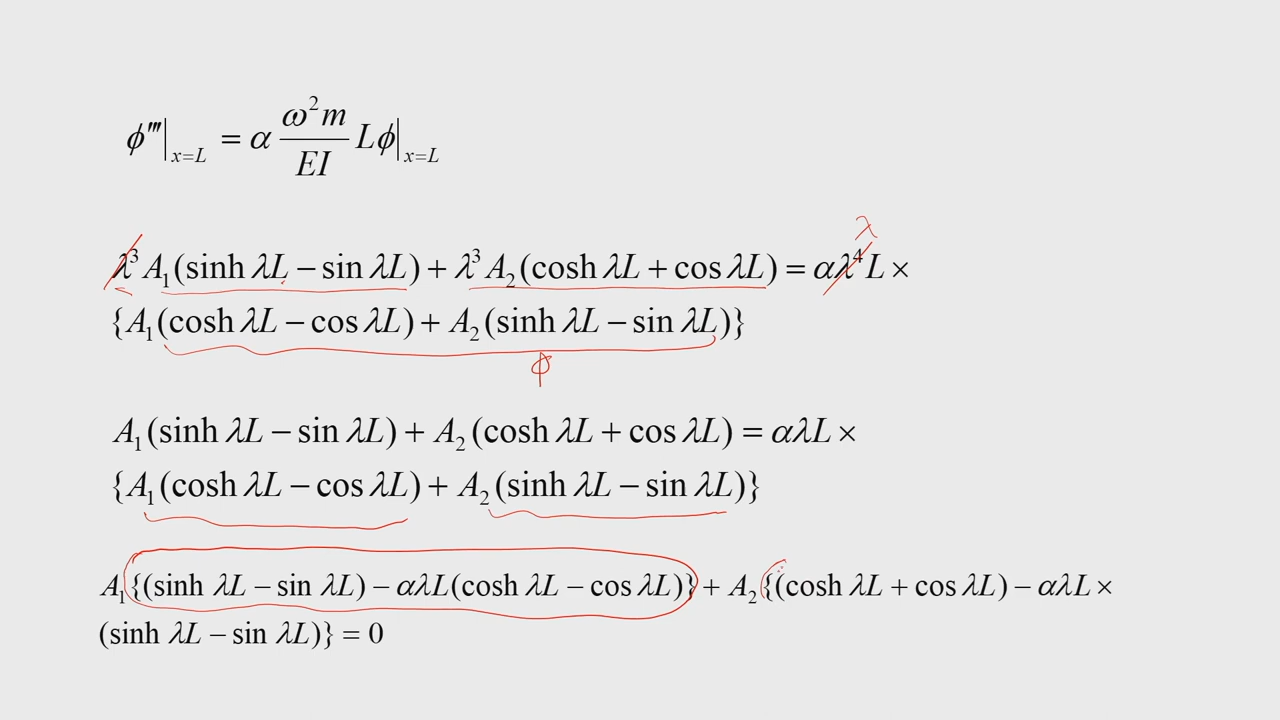 ϕ‴|ₓ₌L = α (ω²m / EI) Lϕ|ₓ₌L
λ
λ³A₁(sinh λL − sin λL) + λ³A₂(cosh λL + cos λL) = αλ⁴L ×
{A₁(cosh λL − cos λL) + A₂(sinh λL − sin λL)}
ϕ
A₁(sinh λL − sin λL) + A₂(cosh λL + cos λL) = αλL ×
{A₁(cosh λL − cos λL) + A₂(sinh λL − sin λL)}
A₁{(sinh λL − sin λL) − αλL(cosh λL − cos λL)} + A₂{(cosh λL + cos λL) − αλL ×
(sinh λL − sin λL)} = 0